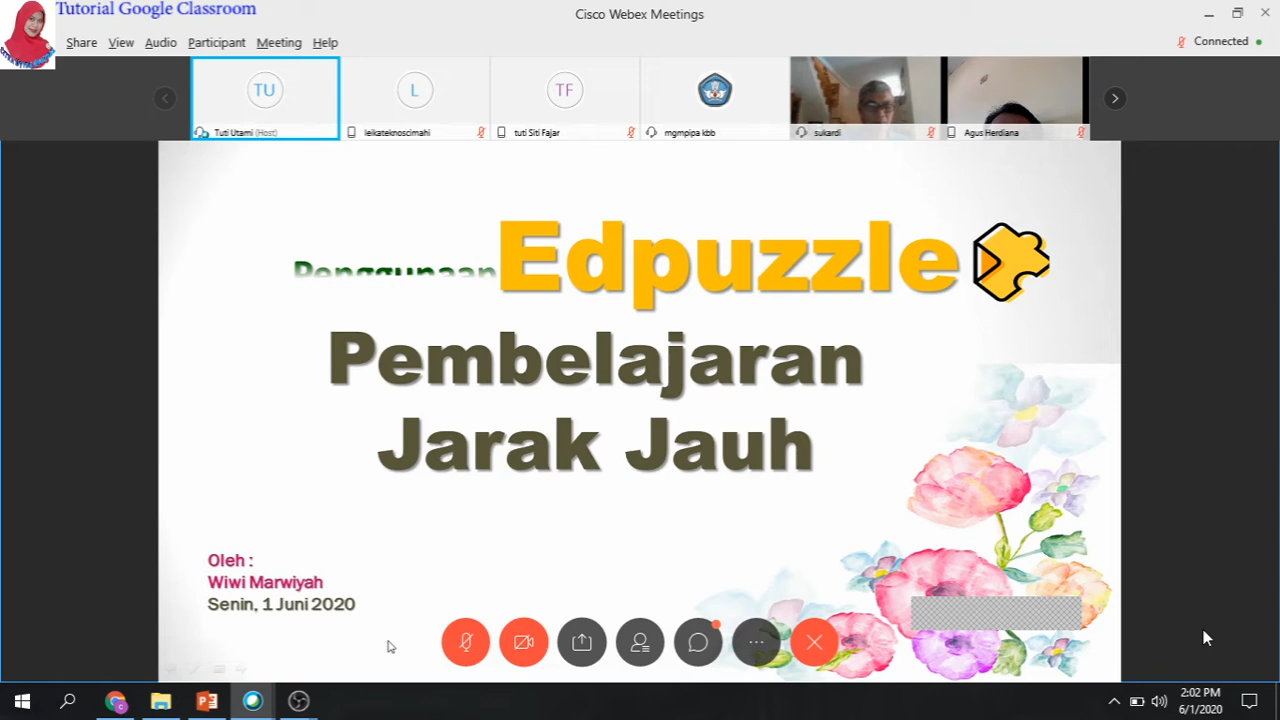 Tutorial Google Classroom
Cisco Webex Meetings
Share View Audio Participant Meeting Help
Connected
TU
L
TF
Tuti Utami (Host)
leikateknoscimahi
tuti Siti Fajar
mgmpipa kbb
sukardi
Agus Herdiana
Penggunaan Edpuzzle
Pembelajaran
Jarak Jauh
Oleh :
Wiwi Marwiyah
Senin, 1 Juni 2020
2:02 PM
6/1/2020